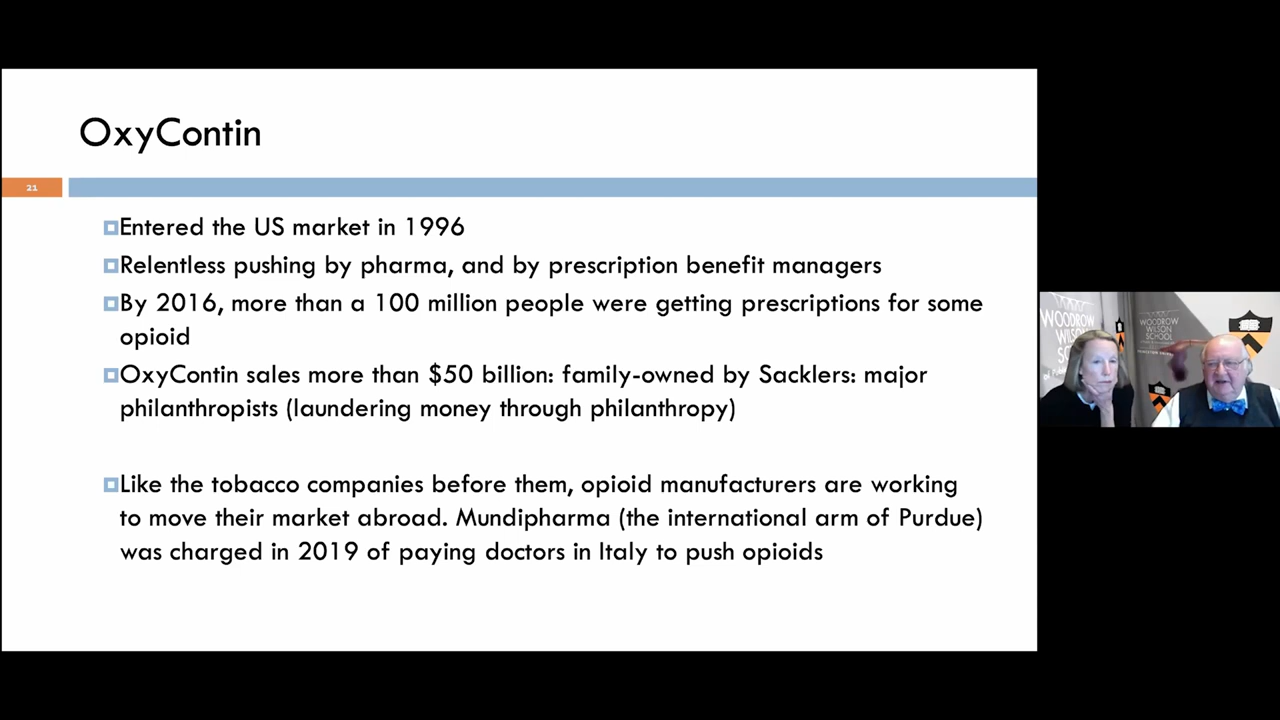 OxyContin
21
Entered the US market in 1996
Relentless pushing by pharma, and by prescription benefit managers
By 2016, more than a 100 million people were getting prescriptions for some
opioid
OxyContin sales more than $50 billion: family-owned by Sacklers: major
philanthropists (laundering money through philanthropy)
Like the tobacco companies before them, opioid manufacturers are working
to move their market abroad. Mundipharma (the international arm of Purdue)
was charged in 2019 of paying doctors in Italy to push opioids
WOODROW
WILSON
SCHOOL
WOODROW
WILSON
SCHOOL